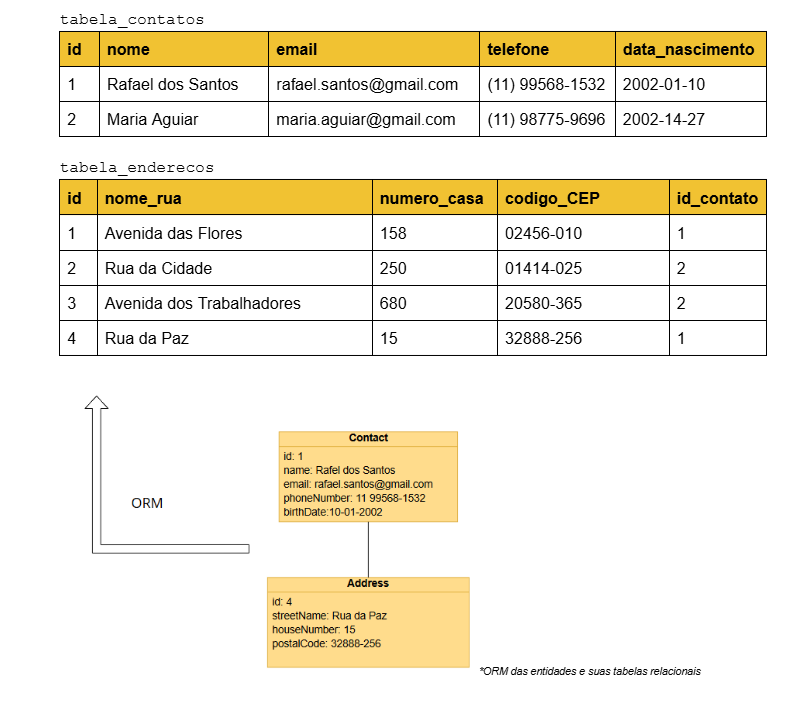 tabela_contatos
id nome email telefone data_nascimento
1 Rafael dos Santos rafael.santos@gmail.com (11) 99568-1532 2002-01-10
2 Maria Aguiar maria.aguiar@gmail.com (11) 98775-9696 2002-14-27
tabela_enderecos
id nome_rua numero_casa codigo_CEP id_contato
1 Avenida das Flores 158 02456-010 1
2 Rua da Cidade 250 01414-025 2
3 Avenida dos Trabalhadores 680 20580-365 2
4 Rua da Paz 15 32888-256 1
ORM
Contact
id: 1
name: Rafel dos Santos
email: rafael.santos@gmail.com
phoneNumber: 11 99568-1532
birthDate:10-01-2002
Address
id: 4
streetName: Rua da Paz
houseNumber: 15
postalCode: 32888-256
*ORM das entidades e suas tabelas relacionais